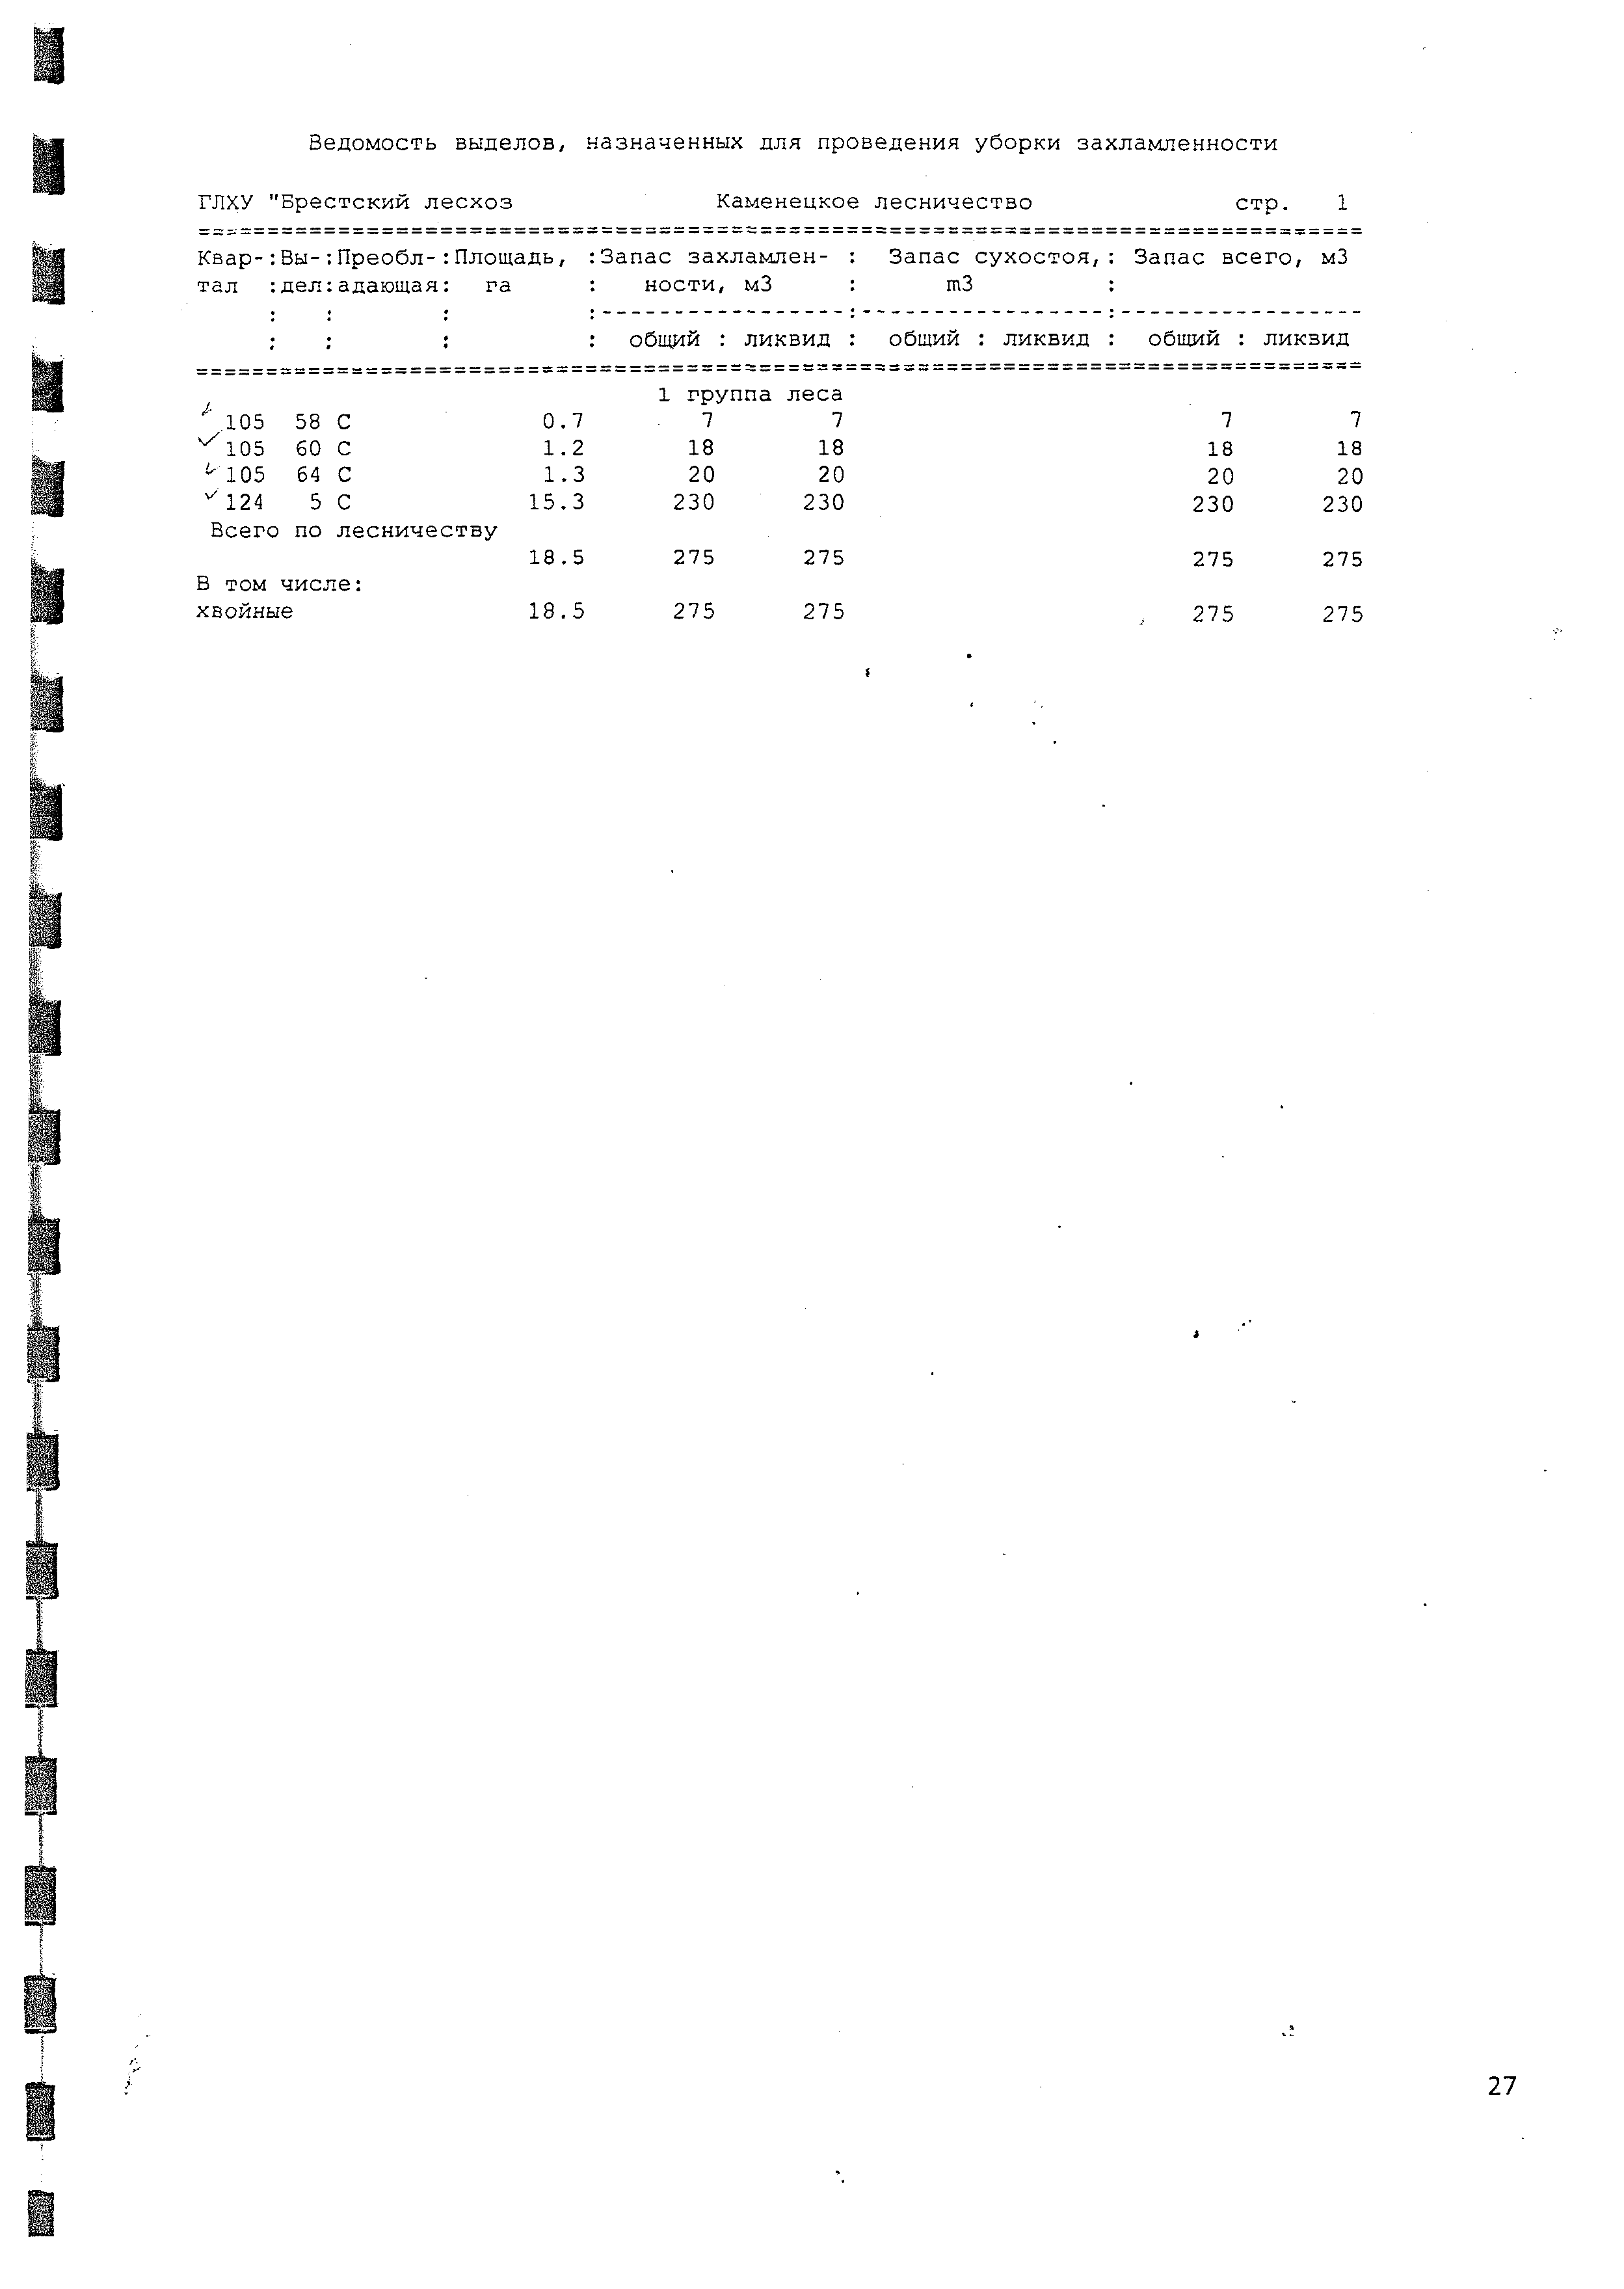 Ведомость выделов, назначенных для проведения уборки захламленности
ГЛХУ "Брестский лесхоз Каменецкое лесничество стр. 1
================================================================================
Квар-:Вы-:Преобл-:Площадь, :Запас захламлен- : Запас сухостоя,: Запас всего, м3
тал :дел:адающая: га : ности, м3 : m3 :
: : : :-----------------:-----------------:-----------------
: : : : общий : ликвид : общий : ликвид : общий : ликвид
================================================================================
1 группа леса
105 58 С 0.7 7 7 7 7
✓ 105 60 С 1.2 18 18 18 18
✓ 105 64 С 1.3 20 20 20 20
✓ 124 5 С 15.3 230 230 230 230
Всего по лесничеству
18.5 275 275 275 275
В том числе:
хвойные 18.5 275 275 275 275
27